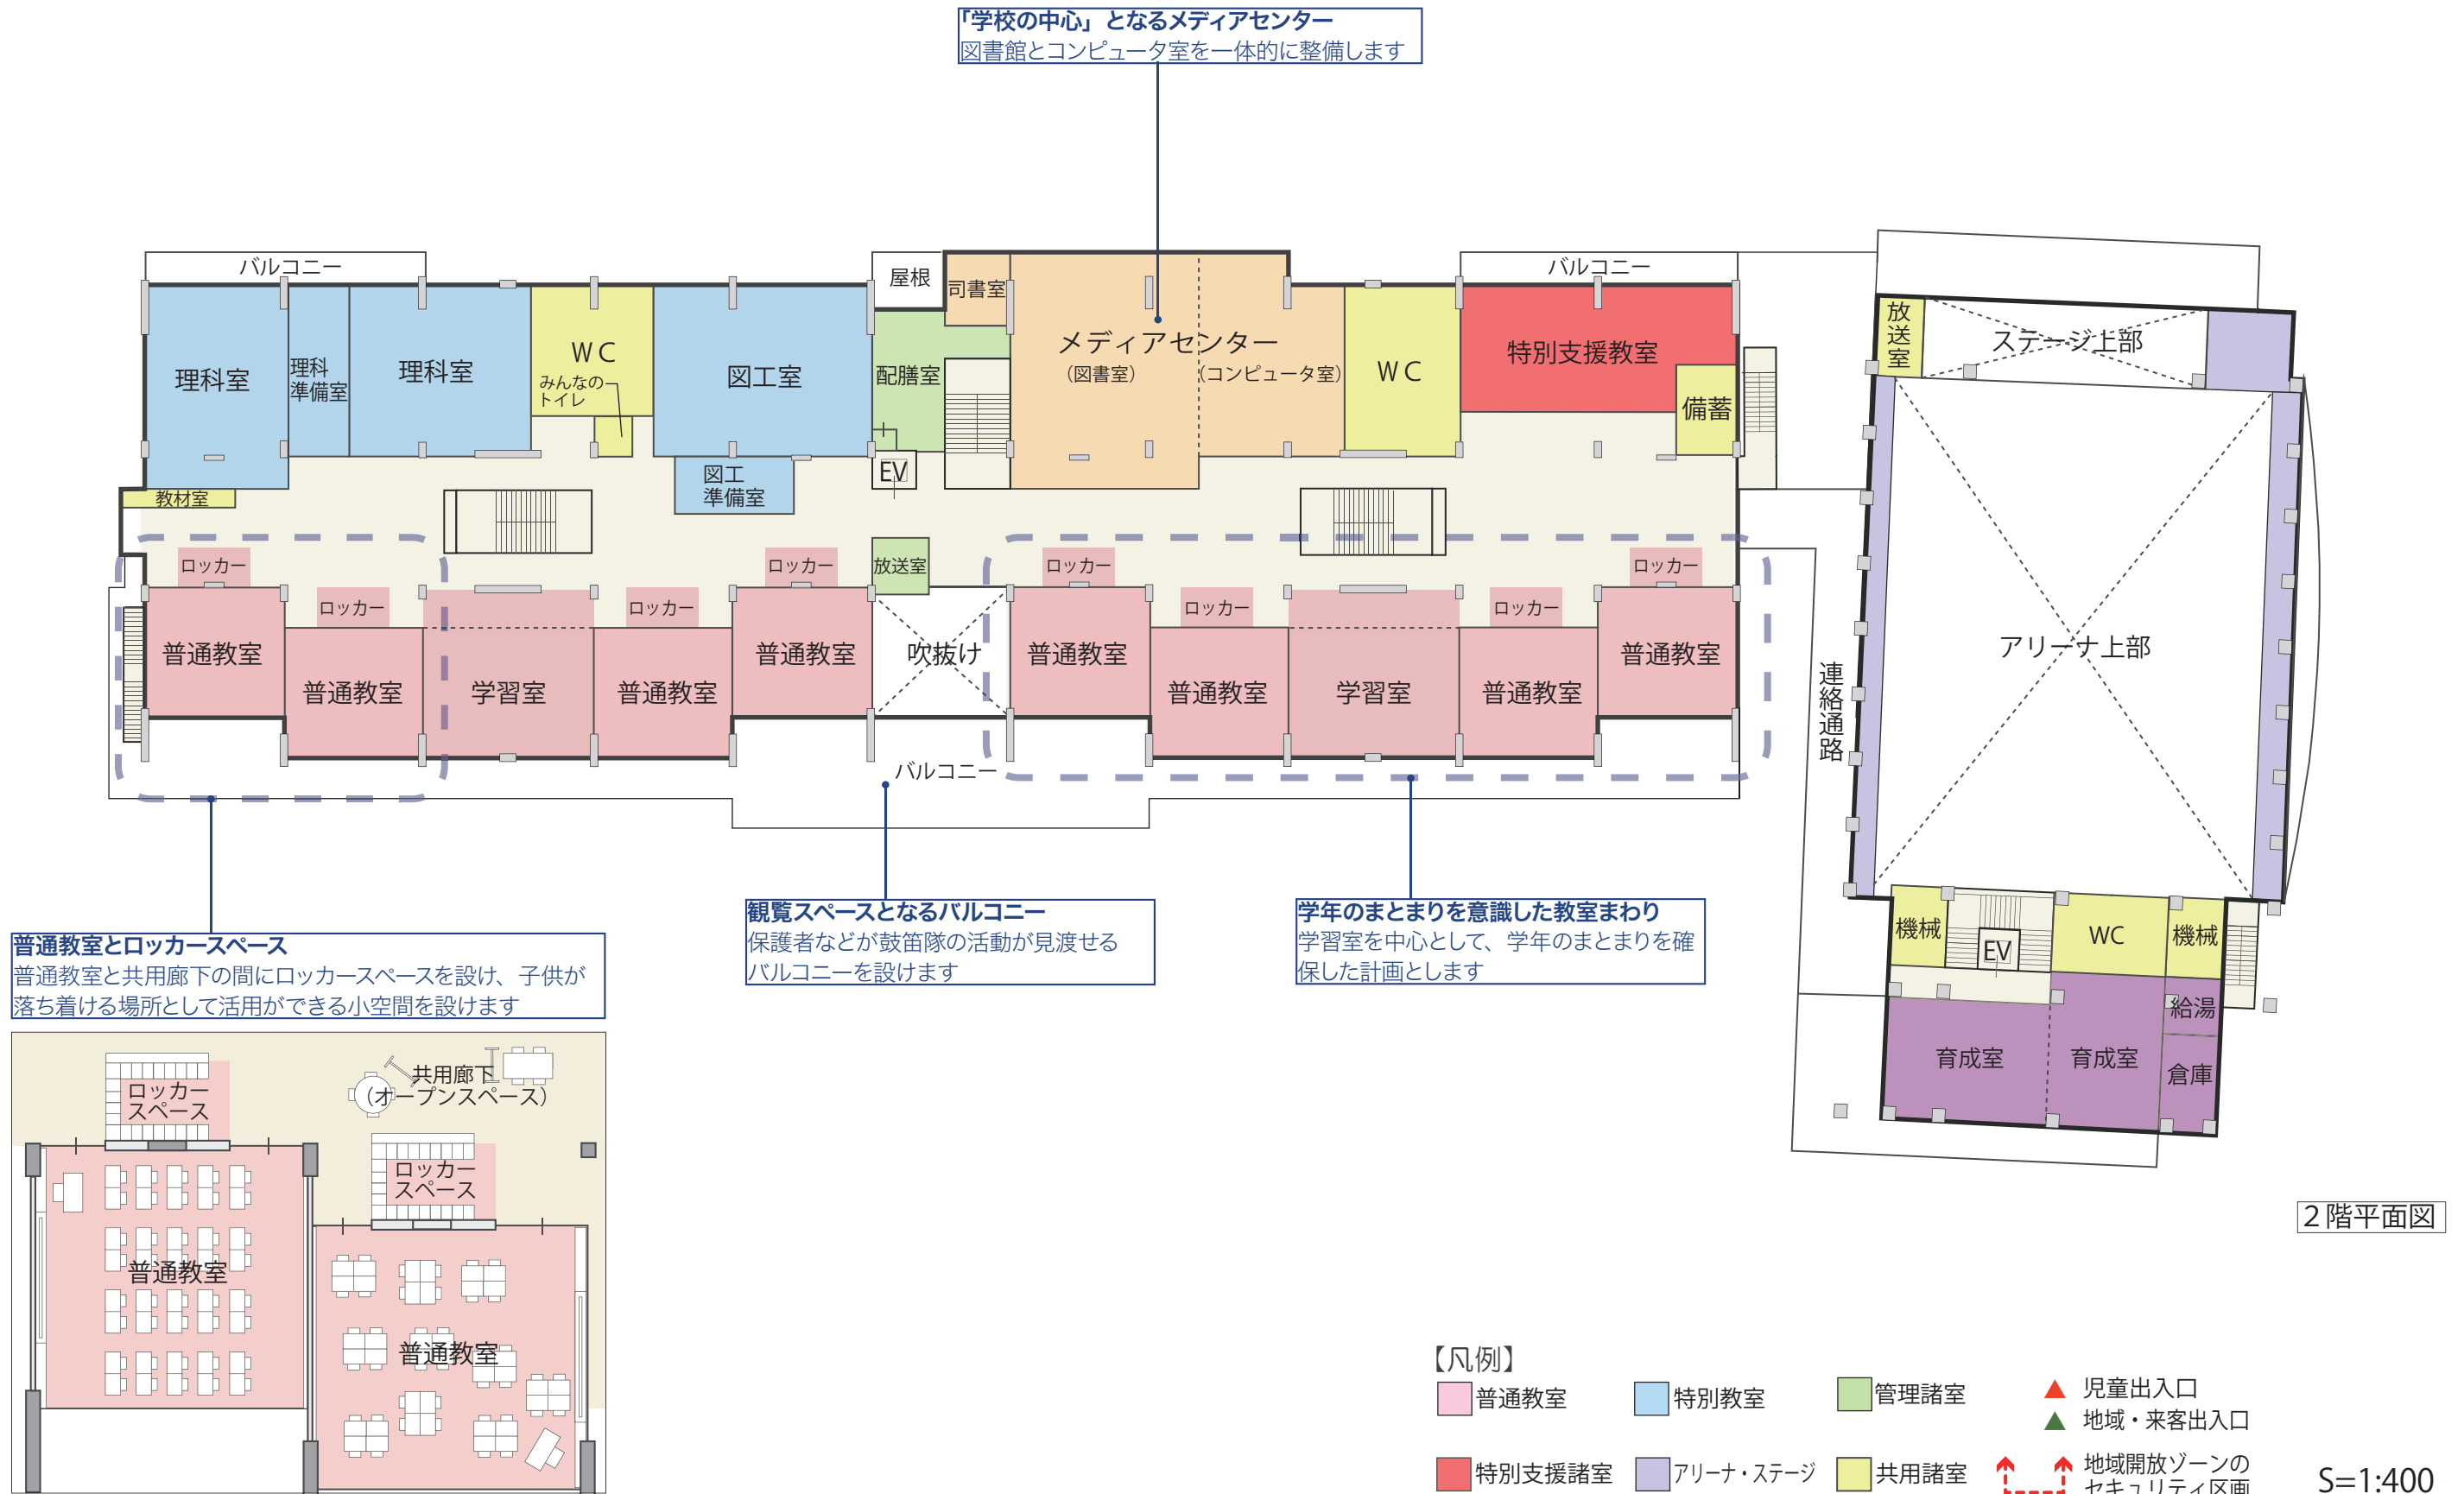 「学校の中心」となるメディアセンター
図書館とコンピュータ室を一体的に整備します
バルコニー
屋根
司書室
バルコニー
理科室
理科
準備室
理科室
ＷＣ
みんなの
トイレ
図工室
配膳室
メディアセンター
（図書室）
（コンピュータ室）
ＷＣ
特別支援教室
備蓄
放送室
ステージ上部
教材室
図工
準備室
EV
ロッカー
ロッカー
ロッカー
ロッカー
放送室
ロッカー
ロッカー
ロッカー
ロッカー
普通教室
普通教室
学習室
普通教室
普通教室
吹抜け
普通教室
普通教室
学習室
普通教室
普通教室
アリーナ上部
連絡通路
バルコニー
機械
EV
WC
機械
給湯
育成室
育成室
倉庫
普通教室とロッカースペース
普通教室と共用廊下の間にロッカースペースを設け、子供が
落ち着ける場所として活用ができる小空間を設けます
観覧スペースとなるバルコニー
保護者などが鼓笛隊の活動が見渡せる
バルコニーを設けます
学年のまとまりを意識した教室まわり
学習室を中心として、学年のまとまりを確
保した計画とします
ロッカー
スペース
共用廊下
（オープンスペース）
ロッカー
スペース
普通教室
普通教室
２階平面図
【凡例】
普通教室
特別教室
管理諸室
児童出入口
地域・来客出入口
特別支援諸室
アリーナ・ステージ
共用諸室
地域開放ゾーンの
セキュリティ区画
S=1:400